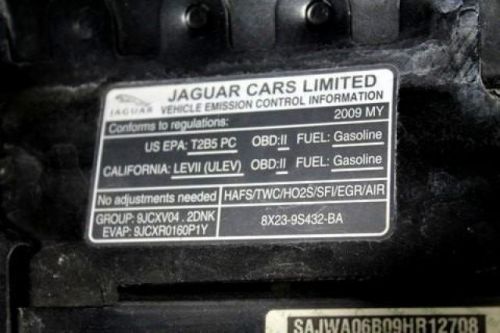 JAGUAR
JAGUAR CARS LIMITED
VEHICLE EMISSION CONTROL INFORMATION
Conforms to regulations: 2009 MY
US EPA: T2B5 PC OBD:II FUEL: Gasoline
CALIFORNIA: LEVII (ULEV) OBD:II FUEL: Gasoline
No adjustments needed HAFS/TWC/HO2S/SFI/EGR/AIR
GROUP: 9JCXV04 . 2DNK 8X23-9S432-BA
EVAP: 9JCXR0160P1Y
SAJWA06B09HR12708